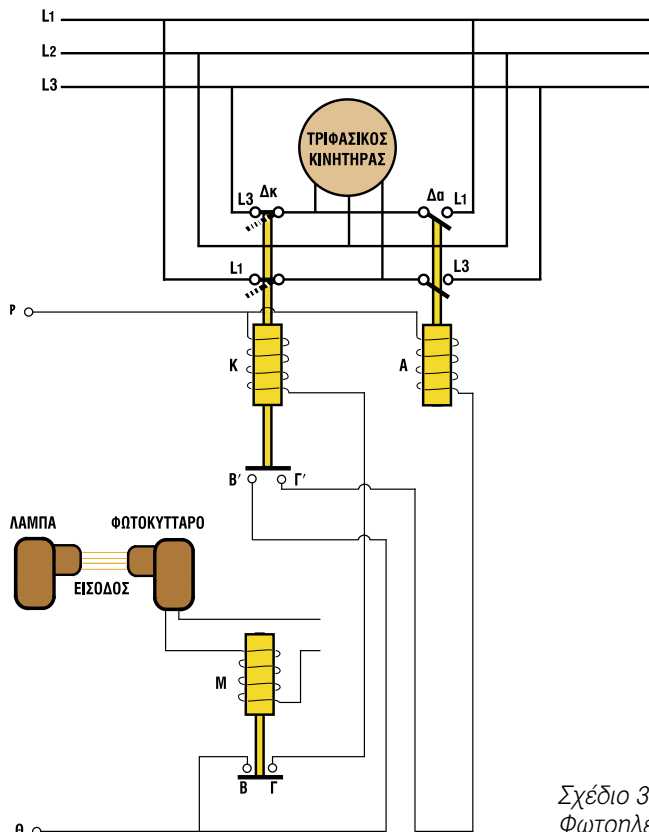 L1
L2
L3
ΤΡΙΦΑΣΙΚΟΣ
ΚΙΝΗΤΗΡΑΣ
L3 Δκ Δα L1
L1 L3
P
K A
Β′ Γ′
ΛΑΜΠΑ ΦΩΤΟΚΥΤΤΑΡΟ
ΕΙΣΟΔΟΣ
M
Β Γ
Θ
Σχέδιο 3